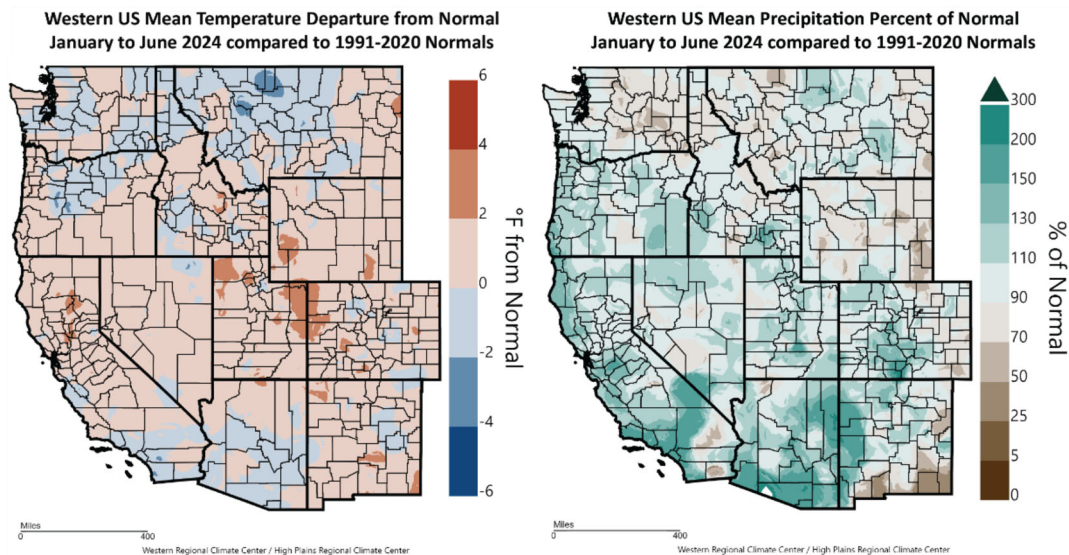 Western US Mean Temperature Departure from Normal
January to June 2024 compared to 1991-2020 Normals
6
4
2
0
-2
-4
-6
°F from Normal
Miles
0 400
Western Regional Climate Center / High Plains Regional Climate Center
Western US Mean Precipitation Percent of Normal
January to June 2024 compared to 1991-2020 Normals
300
200
150
130
110
90
70
50
25
5
0
% of Normal
Miles
0 400
Western Regional Climate Center / High Plains Regional Climate Center